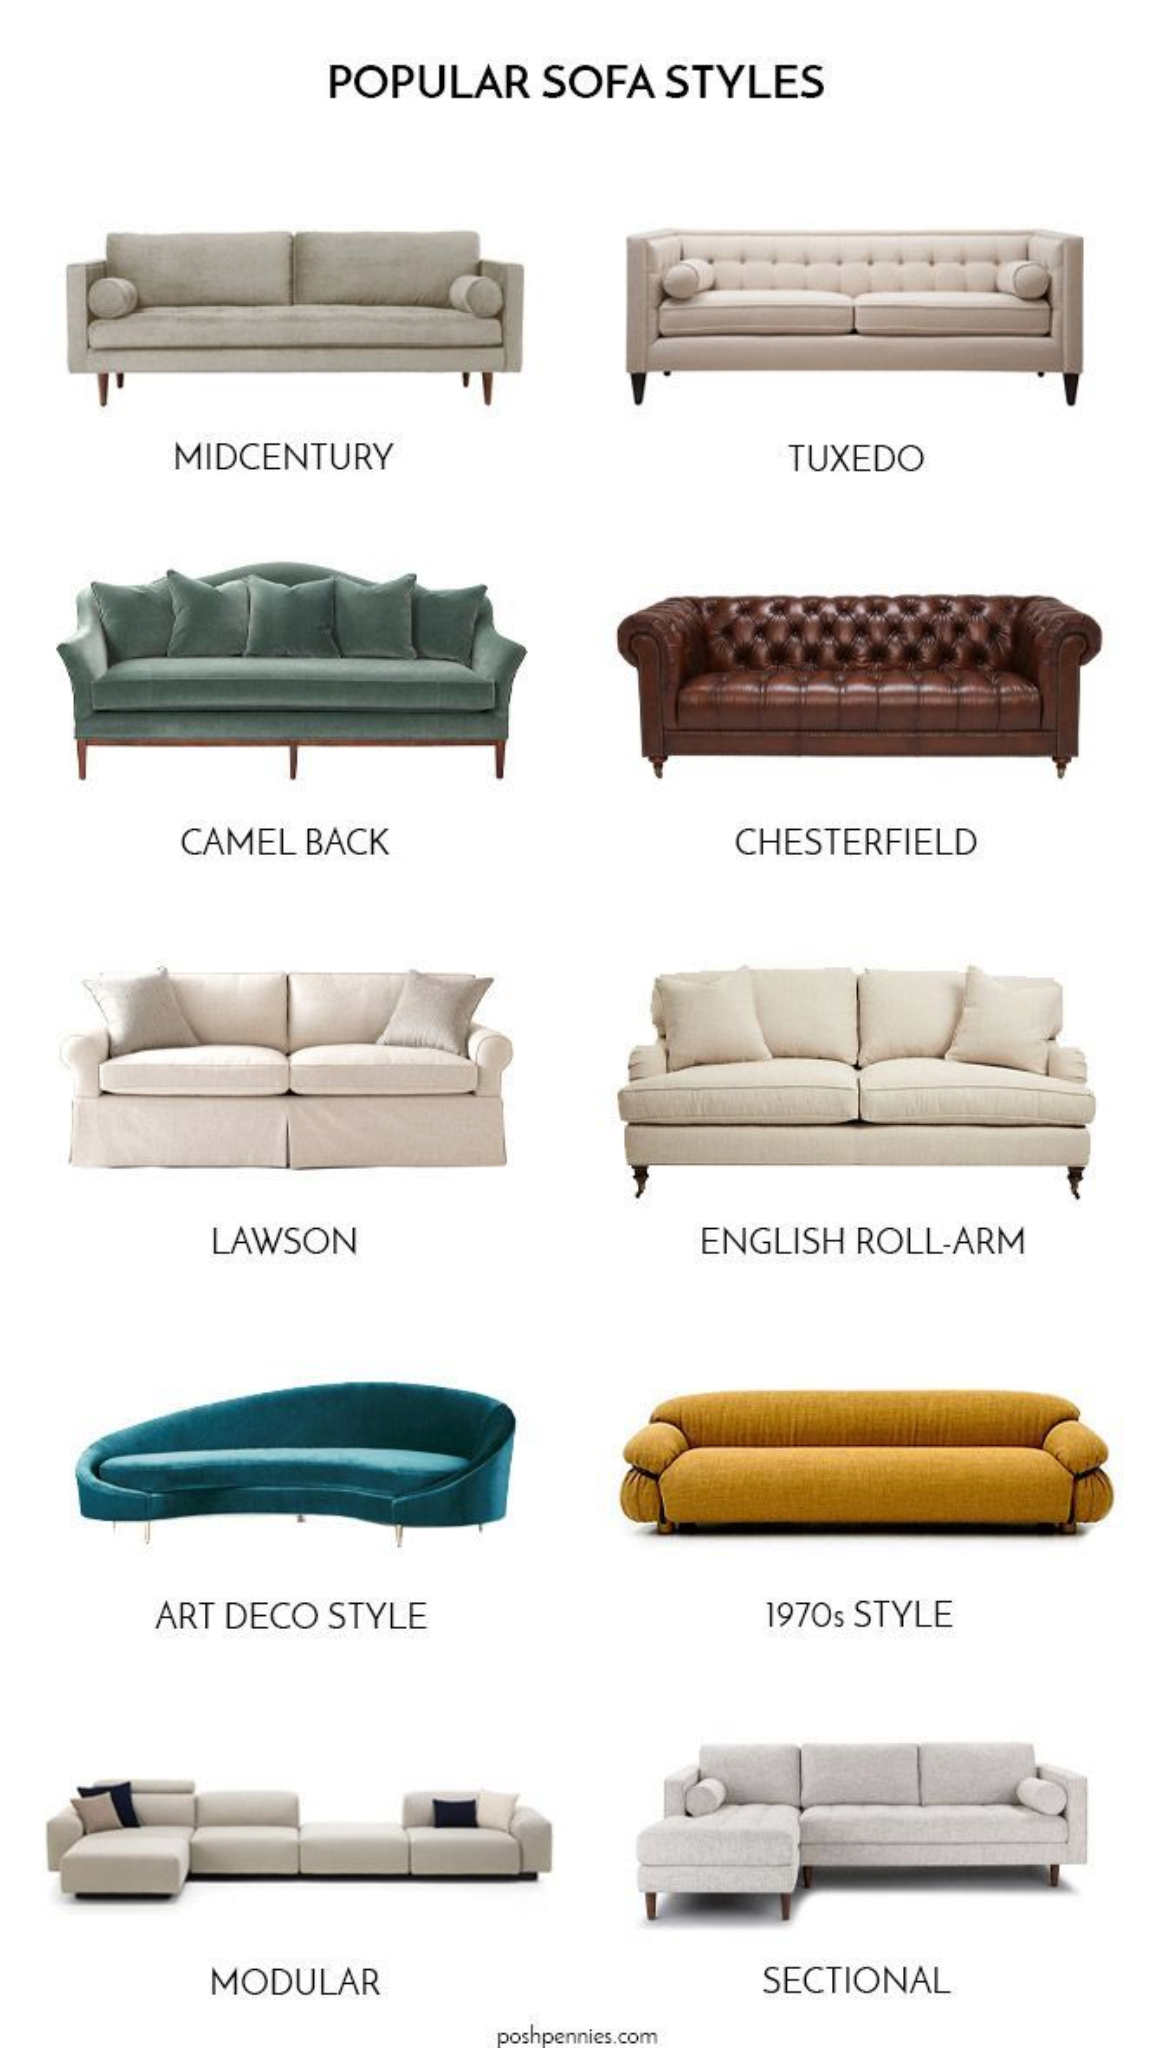 POPULAR SOFA STYLES
MIDCENTURY
TUXEDO
CAMEL BACK
CHESTERFIELD
LAWSON
ENGLISH ROLL-ARM
ART DECO STYLE
1970s STYLE
MODULAR
SECTIONAL
poshpennies.com